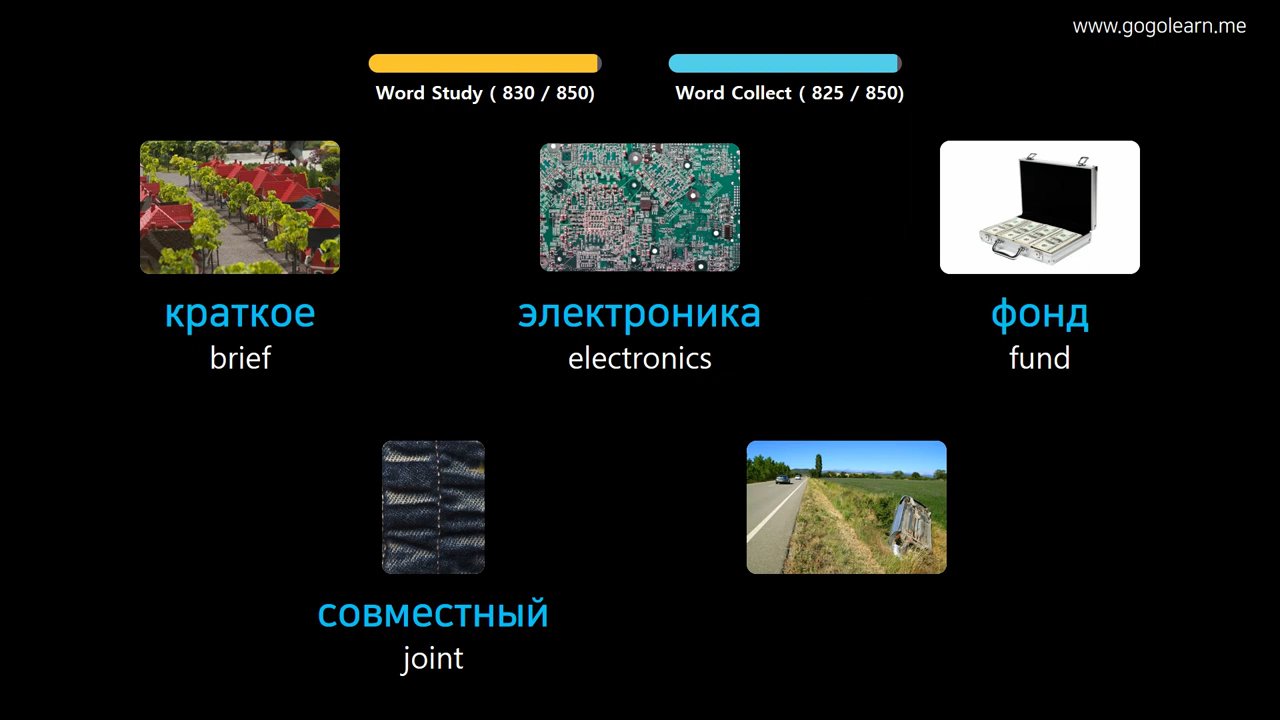 www.gogolearn.me
Word Study ( 830 / 850)
Word Collect ( 825 / 850)
краткое
brief
электроника
electronics
фонд
fund
совместный
joint